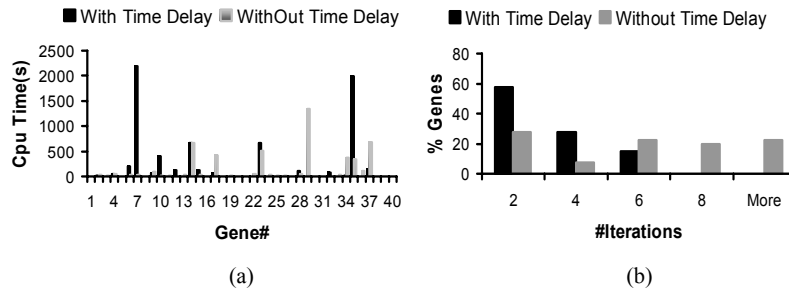 With Time Delay WithOut Time Delay
2500
2000
1500
1000
500
0
Cpu Time(s)
1 4 7 10 13 16 19 22 25 28 31 34 37 40
Gene#
(a)
With Time Delay Without Time Delay
80
60
40
20
0
% Genes
2 4 6 8 More
#Iterations
(b)